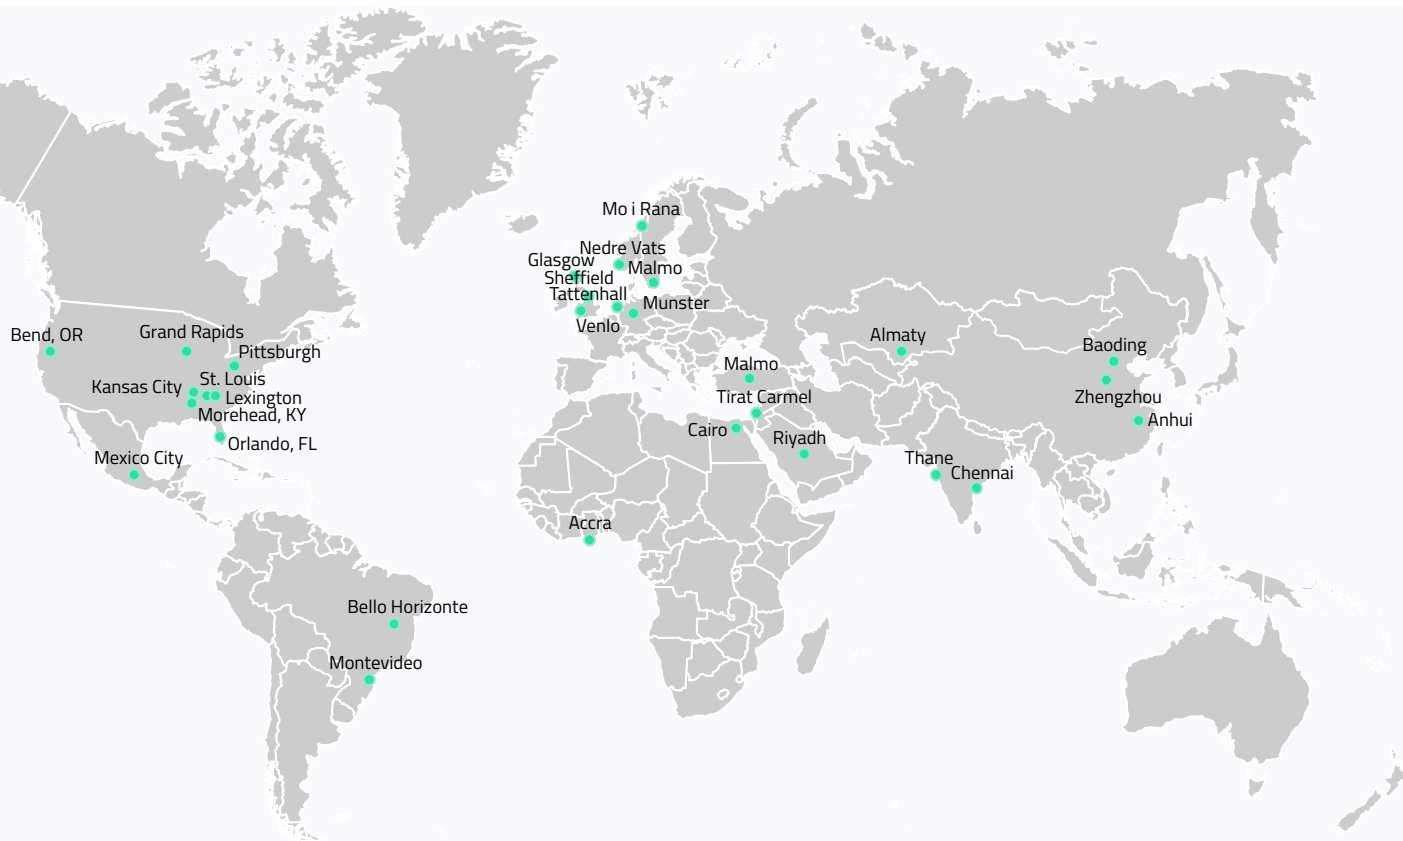 Mo i Rana
Nedre Vats
Glasgow
Malmo
Sheffield
Tattenhall
Munster
Venlo
Bend, OR
Grand Rapids
Pittsburgh
Kansas City
St. Louis
Lexington
Morehead, KY
Orlando, FL
Mexico City
Almaty
Baoding
Malmo
Tirat Carmel
Zhengzhou
Anhui
Cairo
Riyadh
Thane
Chennai
Accra
Bello Horizonte
Montevideo